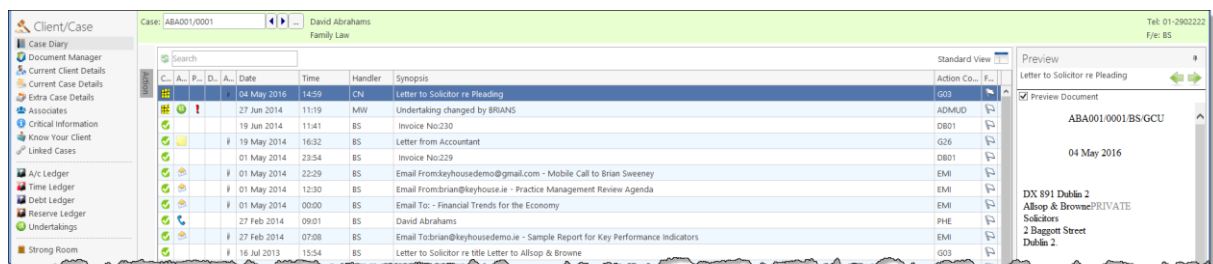 Client/Case
Case Diary
Document Manager
Current Client Details
Current Case Details
Extra Case Details
Associates
Critical Information
Know Your Client
Linked Cases
A/c Ledger
Time Ledger
Debt Ledger
Reserve Ledger
Undertakings
Strong Room
Case: ABA001/0001 ... David Abrahams
Family Law
Tel: 01-2902222
F/e: BS
Action
Search
Standard View
C... A... P... D... A... Date Time Handler Synopsis Action Co... F...
04 May 2016 14:59 CN Letter to Solicitor re Pleading G03
27 Jun 2014 11:19 MW Undertaking changed by BRIANS ADMUD
19 Jun 2014 11:41 BS Invoice No:230 DB01
19 May 2014 16:32 BS Letter from Accountant G26
01 May 2014 23:54 BS Invoice No:229 DB01
01 May 2014 22:29 BS Email From:keyhousedemo@gmail.com - Mobile Call to Brian Sweeney EMI
01 May 2014 12:30 BS Email From:brian@keyhouse.ie - Practice Management Review Agenda EMI
01 May 2014 00:00 BS Email To: - Financial Trends for the Economy EMI
27 Feb 2014 09:01 BS David Abrahams PHE
27 Feb 2014 07:08 BS Email To:brian@keyhousedemo.ie - Sample Report for Key Performance Indicators EMI
16 Jul 2013 15:54 BS Letter to Solicitor re title Letter to Allsop & Browne G03
Preview
Letter to Solicitor re Pleading
Preview Document
ABA001/0001/BS/GCU
04 May 2016
DX 891 Dublin 2
Allsop & BrownePRIVATE
Solicitors
2 Baggott Street
Dublin 2.